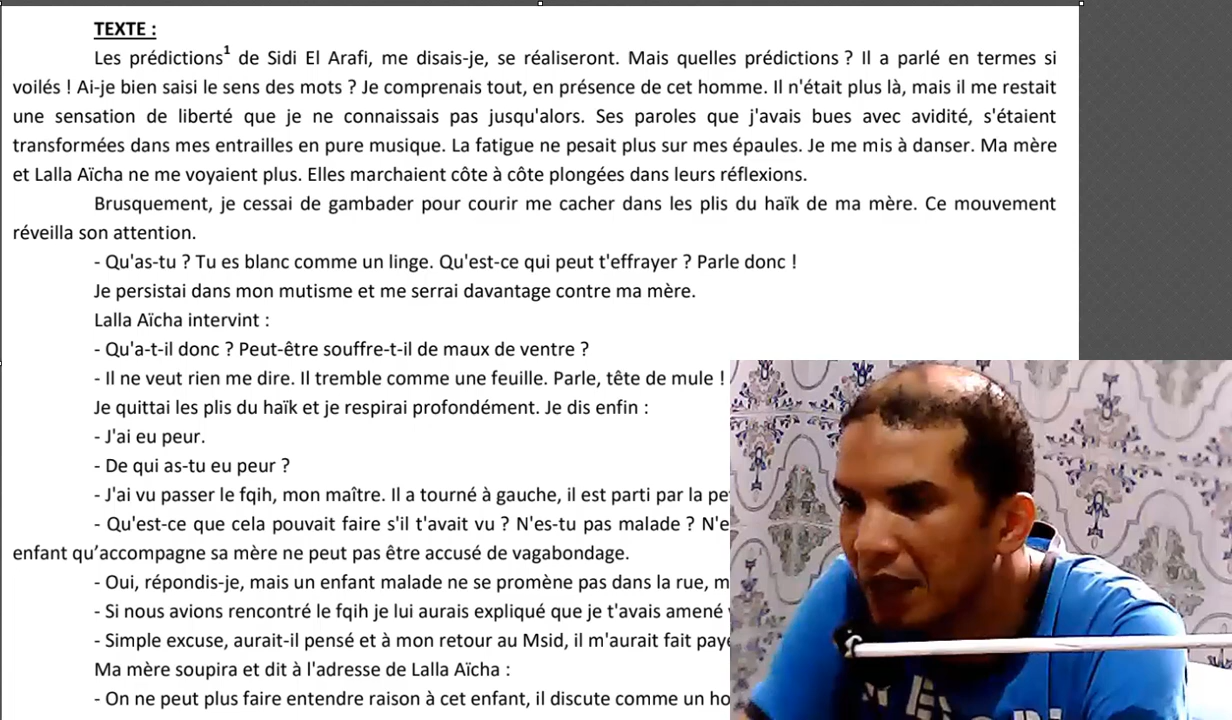 TEXTE :
Les prédictions¹ de Sidi El Arafi, me disais-je, se réaliseront. Mais quelles prédictions ? Il a parlé en termes si
voilés ! Ai-je bien saisi le sens des mots ? Je comprenais tout, en présence de cet homme. Il n'était plus là, mais il me restait
une sensation de liberté que je ne connaissais pas jusqu'alors. Ses paroles que j'avais bues avec avidité, s'étaient
transformées dans mes entrailles en pure musique. La fatigue ne pesait plus sur mes épaules. Je me mis à danser. Ma mère
et Lalla Aïcha ne me voyaient plus. Elles marchaient côte à côte plongées dans leurs réflexions.
Brusquement, je cessai de gambader pour courir me cacher dans les plis du haïk de ma mère. Ce mouvement
réveilla son attention.
- Qu'as-tu ? Tu es blanc comme un linge. Qu'est-ce qui peut t'effrayer ? Parle donc !
Je persistai dans mon mutisme et me serrai davantage contre ma mère.
Lalla Aïcha intervint :
- Qu'a-t-il donc ? Peut-être souffre-t-il de maux de ventre ?
- Il ne veut rien me dire. Il tremble comme une feuille. Parle, tête de mule !
Je quittai les plis du haïk et je respirai profondément. Je dis enfin :
- J'ai eu peur.
- De qui as-tu eu peur ?
- J'ai vu passer le fqih, mon maître. Il a tourné à gauche, il est parti par la
- Qu'est-ce que cela pouvait faire s'il t'avait vu ? N'es-tu pas malade ?
enfant qu’accompagne sa mère ne peut pas être accusé de vagabondage.
- Oui, répondis-je, mais un enfant malade ne se promène pas dans la rue,
- Si nous avions rencontré le fqih je lui aurais expliqué que je t'avais amené
- Simple excuse, aurait-il pensé et à mon retour au Msid, il m'aurait fait
Ma mère soupira et dit à l'adresse de Lalla Aïcha :
- On ne peut plus faire entendre raison à cet enfant, il discute comme un